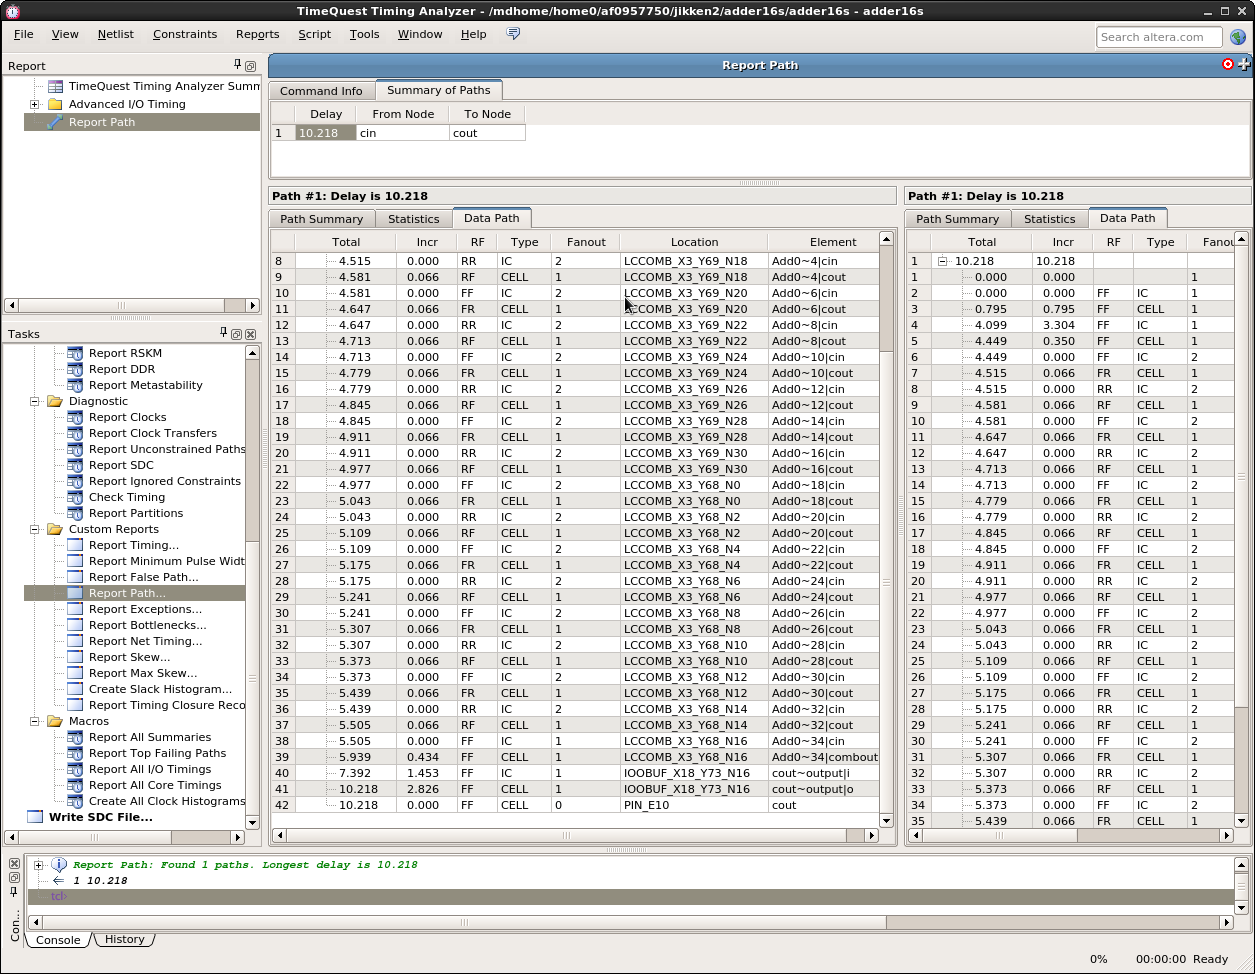 TimeQuest Timing Analyzer - /mdhome/home0/af0957750/jikken2/adder16s/adder16s - adder16s
File View Netlist Constraints Reports Script Tools Window Help
Search altera.com
Report
TimeQuest Timing Analyzer Summ
Advanced I/O Timing
Report Path
Report Path
Command Info Summary of Paths
Delay From Node To Node
1 10.218 cin cout
Tasks
Report RSKM
Report DDR
Report Metastability
Diagnostic
Report Clocks
Report Clock Transfers
Report Unconstrained Paths
Report SDC
Report Ignored Constraints
Check Timing
Report Partitions
Custom Reports
Report Timing...
Report Minimum Pulse Widt
Report False Path...
Report Path...
Report Exceptions...
Report Bottlenecks...
Report Net Timing...
Report Skew...
Report Max Skew...
Create Slack Histogram...
Report Timing Closure Reco
Macros
Report All Summaries
Report Top Failing Paths
Report All I/O Timings
Report All Core Timings
Create All Clock Histograms
Write SDC File...
Path #1: Delay is 10.218
Path Summary Statistics Data Path
Total Incr RF Type Fanout Location Element
8 4.515 0.000 RR IC 2 LCCOMB_X3_Y69_N18 Add0~4|cin
9 4.581 0.066 RF CELL 1 LCCOMB_X3_Y69_N18 Add0~4|cout
10 4.581 0.000 FF IC 2 LCCOMB_X3_Y69_N20 Add0~6|cin
11 4.647 0.066 FR CELL 1 LCCOMB_X3_Y69_N20 Add0~6|cout
12 4.647 0.000 RR IC 2 LCCOMB_X3_Y69_N22 Add0~8|cin
13 4.713 0.066 RF CELL 1 LCCOMB_X3_Y69_N22 Add0~8|cout
14 4.713 0.000 FF IC 2 LCCOMB_X3_Y69_N24 Add0~10|cin
15 4.779 0.066 FR CELL 1 LCCOMB_X3_Y69_N24 Add0~10|cout
16 4.779 0.000 RR IC 2 LCCOMB_X3_Y69_N26 Add0~12|cin
17 4.845 0.066 RF CELL 1 LCCOMB_X3_Y69_N26 Add0~12|cout
18 4.845 0.000 FF IC 2 LCCOMB_X3_Y69_N28 Add0~14|cin
19 4.911 0.066 FR CELL 1 LCCOMB_X3_Y69_N28 Add0~14|cout
20 4.911 0.000 RR IC 2 LCCOMB_X3_Y69_N30 Add0~16|cin
21 4.977 0.066 RF CELL 1 LCCOMB_X3_Y69_N30 Add0~16|cout
22 4.977 0.000 FF IC 2 LCCOMB_X3_Y68_N0 Add0~18|cin
23 5.043 0.066 FR CELL 1 LCCOMB_X3_Y68_N0 Add0~18|cout
24 5.043 0.000 RR IC 2 LCCOMB_X3_Y68_N2 Add0~20|cin
25 5.109 0.066 RF CELL 1 LCCOMB_X3_Y68_N2 Add0~20|cout
26 5.109 0.000 FF IC 2 LCCOMB_X3_Y68_N4 Add0~22|cin
27 5.175 0.066 FR CELL 1 LCCOMB_X3_Y68_N4 Add0~22|cout
28 5.175 0.000 RR IC 2 LCCOMB_X3_Y68_N6 Add0~24|cin
29 5.241 0.066 RF CELL 1 LCCOMB_X3_Y68_N6 Add0~24|cout
30 5.241 0.000 FF IC 2 LCCOMB_X3_Y68_N8 Add0~26|cin
31 5.307 0.066 FR CELL 1 LCCOMB_X3_Y68_N8 Add0~26|cout
32 5.307 0.000 RR IC 2 LCCOMB_X3_Y68_N10 Add0~28|cin
33 5.373 0.066 RF CELL 1 LCCOMB_X3_Y68_N10 Add0~28|cout
34 5.373 0.000 FF IC 2 LCCOMB_X3_Y68_N12 Add0~30|cin
35 5.439 0.066 FR CELL 1 LCCOMB_X3_Y68_N12 Add0~30|cout
36 5.439 0.000 RR IC 2 LCCOMB_X3_Y68_N14 Add0~32|cin
37 5.505 0.066 RF CELL 1 LCCOMB_X3_Y68_N14 Add0~32|cout
38 5.505 0.000 FF IC 1 LCCOMB_X3_Y68_N16 Add0~34|cin
39 5.939 0.434 FF CELL 1 LCCOMB_X3_Y68_N16 Add0~34|combout
40 7.392 1.453 FF IC 1 IOOBUF_X18_Y73_N16 cout~output|i
41 10.218 2.826 FF CELL 1 IOOBUF_X18_Y73_N16 cout~output|o
42 10.218 0.000 FF CELL 0 PIN_E10 cout
Path #1: Delay is 10.218
Path Summary Statistics Data Path
Total Incr RF Type Fanou
1 10.218 10.218
1 0.000 0.000 1
2 0.000 0.000 FF IC 1
3 0.795 0.795 FF CELL 1
4 4.099 3.304 FF IC 1
5 4.449 0.350 FF CELL 1
6 4.449 0.000 FF IC 2
7 4.515 0.066 FR CELL 1
8 4.515 0.000 RR IC 2
9 4.581 0.066 RF CELL 1
10 4.581 0.000 FF IC 2
11 4.647 0.066 FR CELL 1
12 4.647 0.000 RR IC 2
13 4.713 0.066 RF CELL 1
14 4.713 0.000 FF IC 2
15 4.779 0.066 FR CELL 1
16 4.779 0.000 RR IC 2
17 4.845 0.066 RF CELL 1
18 4.845 0.000 FF IC 2
19 4.911 0.066 FR CELL 1
20 4.911 0.000 RR IC 2
21 4.977 0.066 RF CELL 1
22 4.977 0.000 FF IC 2
23 5.043 0.066 FR CELL 1
24 5.043 0.000 RR IC 2
25 5.109 0.066 RF CELL 1
26 5.109 0.000 FF IC 2
27 5.175 0.066 FR CELL 1
28 5.175 0.000 RR IC 2
29 5.241 0.066 RF CELL 1
30 5.241 0.000 FF IC 2
31 5.307 0.066 FR CELL 1
32 5.307 0.000 RR IC 2
33 5.373 0.066 RF CELL 1
34 5.373 0.000 FF IC 2
35 5.439 0.066 FR CELL 1
Report Path: Found 1 paths. Longest delay is 10.218
1 10.218
tcl>
Con...
Console History
0% 00:00:00 Ready